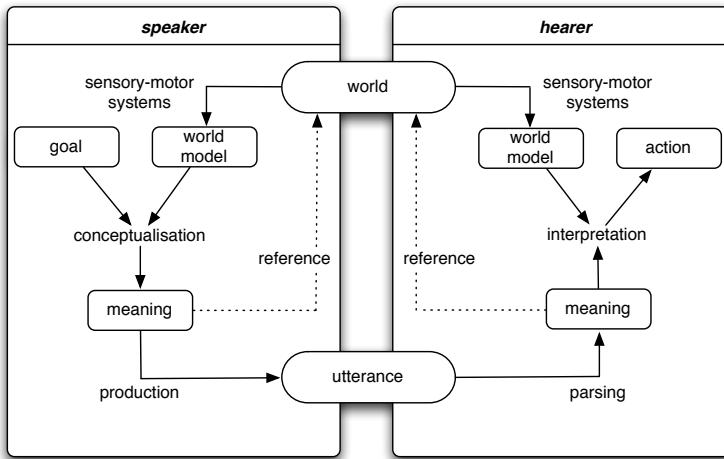 speaker
hearer
sensory-motor
systems
world
sensory-motor
systems
goal
world
model
world
model
action
conceptualisation
interpretation
reference
reference
meaning
meaning
utterance
production
parsing